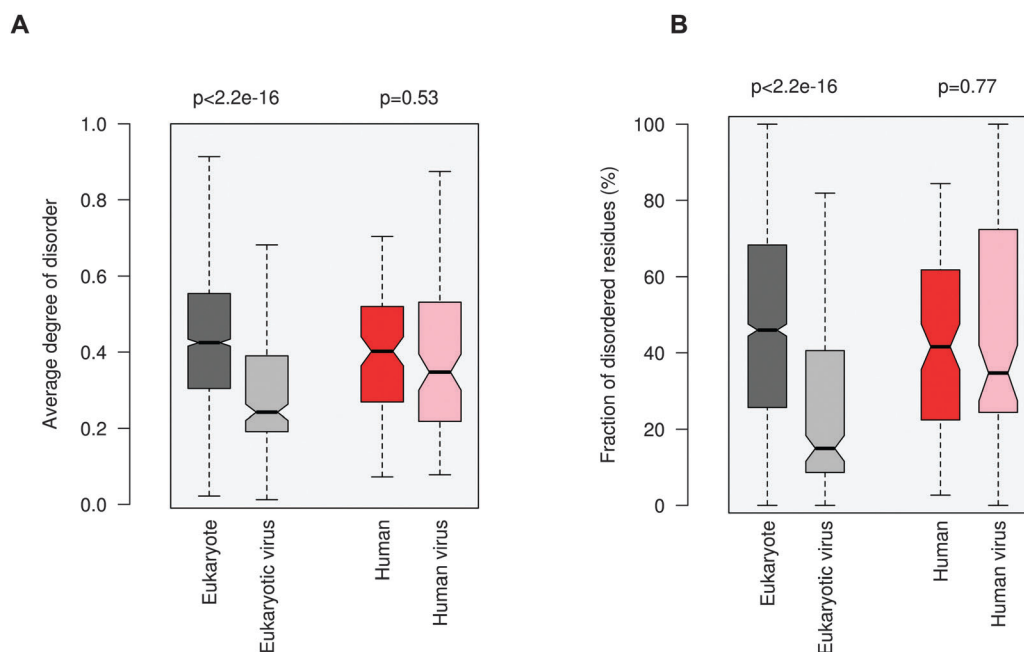 A
p<2.2e-16
p=0.53
Average degree of disorder
1.0
0.8
0.6
0.4
0.2
0.0
Eukaryote
Eukaryotic virus
Human
Human virus
B
p<2.2e-16
p=0.77
Fraction of disordered residues (%)
100
80
60
40
20
0
Eukaryote
Eukaryotic virus
Human
Human virus